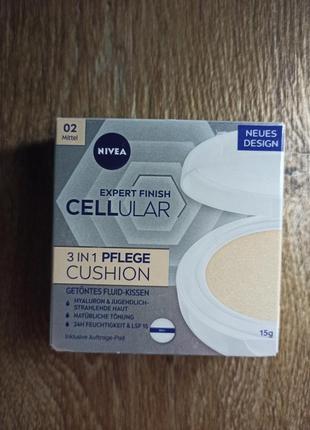 02
Mittel
NEUES
DESIGN
NIVEA
EXPERT FINISH
CELLULAR
3 IN 1 PFLEGE
CUSHION
GETÖNTES FLUID-KISSEN
HYALURON & JUGENDLICH-
STRAHLENDE HAUT
NATÜRLICHE TÖNUNG
24H FEUCHTIGKEIT & LSF 15
Inklusive Auftrage-Pad
15g